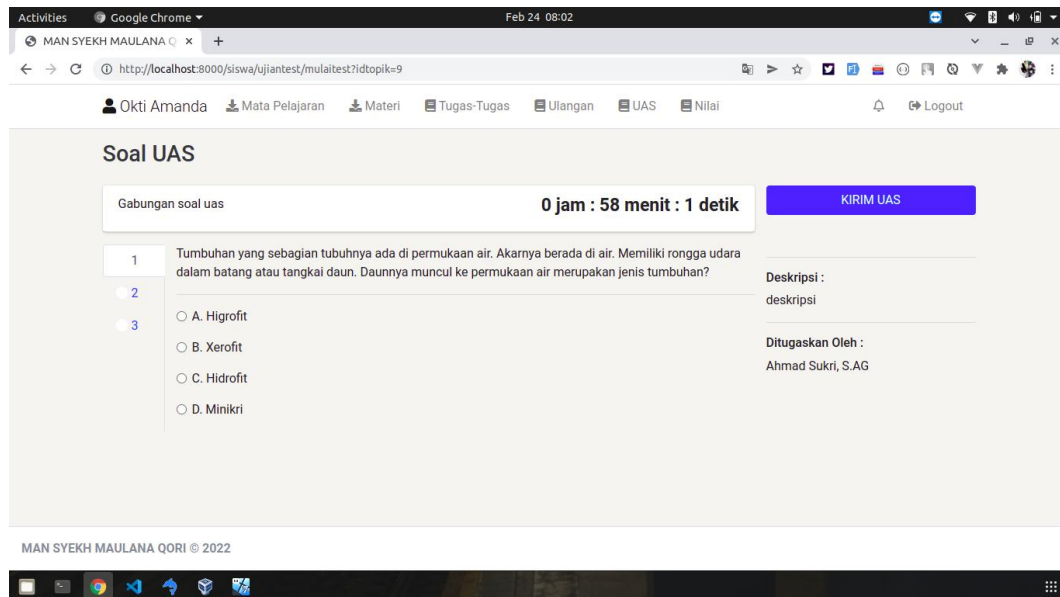 Activities Google Chrome Feb 24 08:02
MAN SYEKH MAULANA Q
http://localhost:8000/siswa/ujiantest/mulaitest?idtopik=9
Okti Amanda Mata Pelajaran Materi Tugas-Tugas Ulangan UAS Nilai Logout
Soal UAS
Gabungan soal uas 0 jam : 58 menit : 1 detik
KIRIM UAS
1
2
3
Tumbuhan yang sebagian tubuhnya ada di permukaan air. Akarnya berada di air. Memiliki rongga udara
dalam batang atau tangkai daun. Daunnya muncul ke permukaan air merupakan jenis tumbuhan?
A. Higrofit
B. Xerofit
C. Hidrofit
D. Minikri
Deskripsi :
deskripsi
Ditugaskan Oleh :
Ahmad Sukri, S.AG
MAN SYEKH MAULANA QORI © 2022